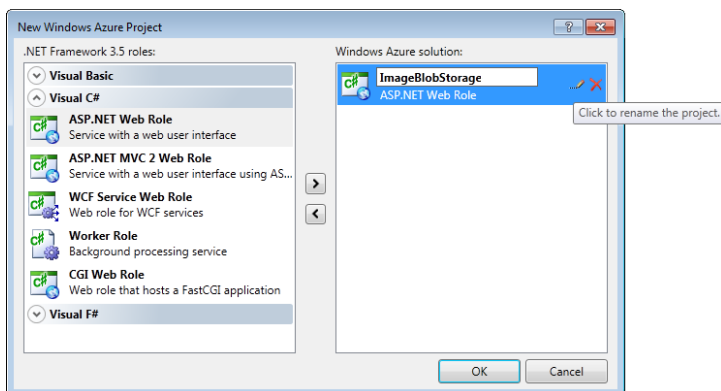 New Windows Azure Project
.NET Framework 3.5 roles:
Visual Basic
Visual C#
ASP.NET Web Role
Service with a web user interface
ASP.NET MVC 2 Web Role
Service with a web user interface using AS...
WCF Service Web Role
Web role for WCF services
Worker Role
Background processing service
CGI Web Role
Web role that hosts a FastCGI application
Visual F#
Windows Azure solution:
ImageBlobStorage
ASP.NET Web Role
Click to rename the project.
OK
Cancel